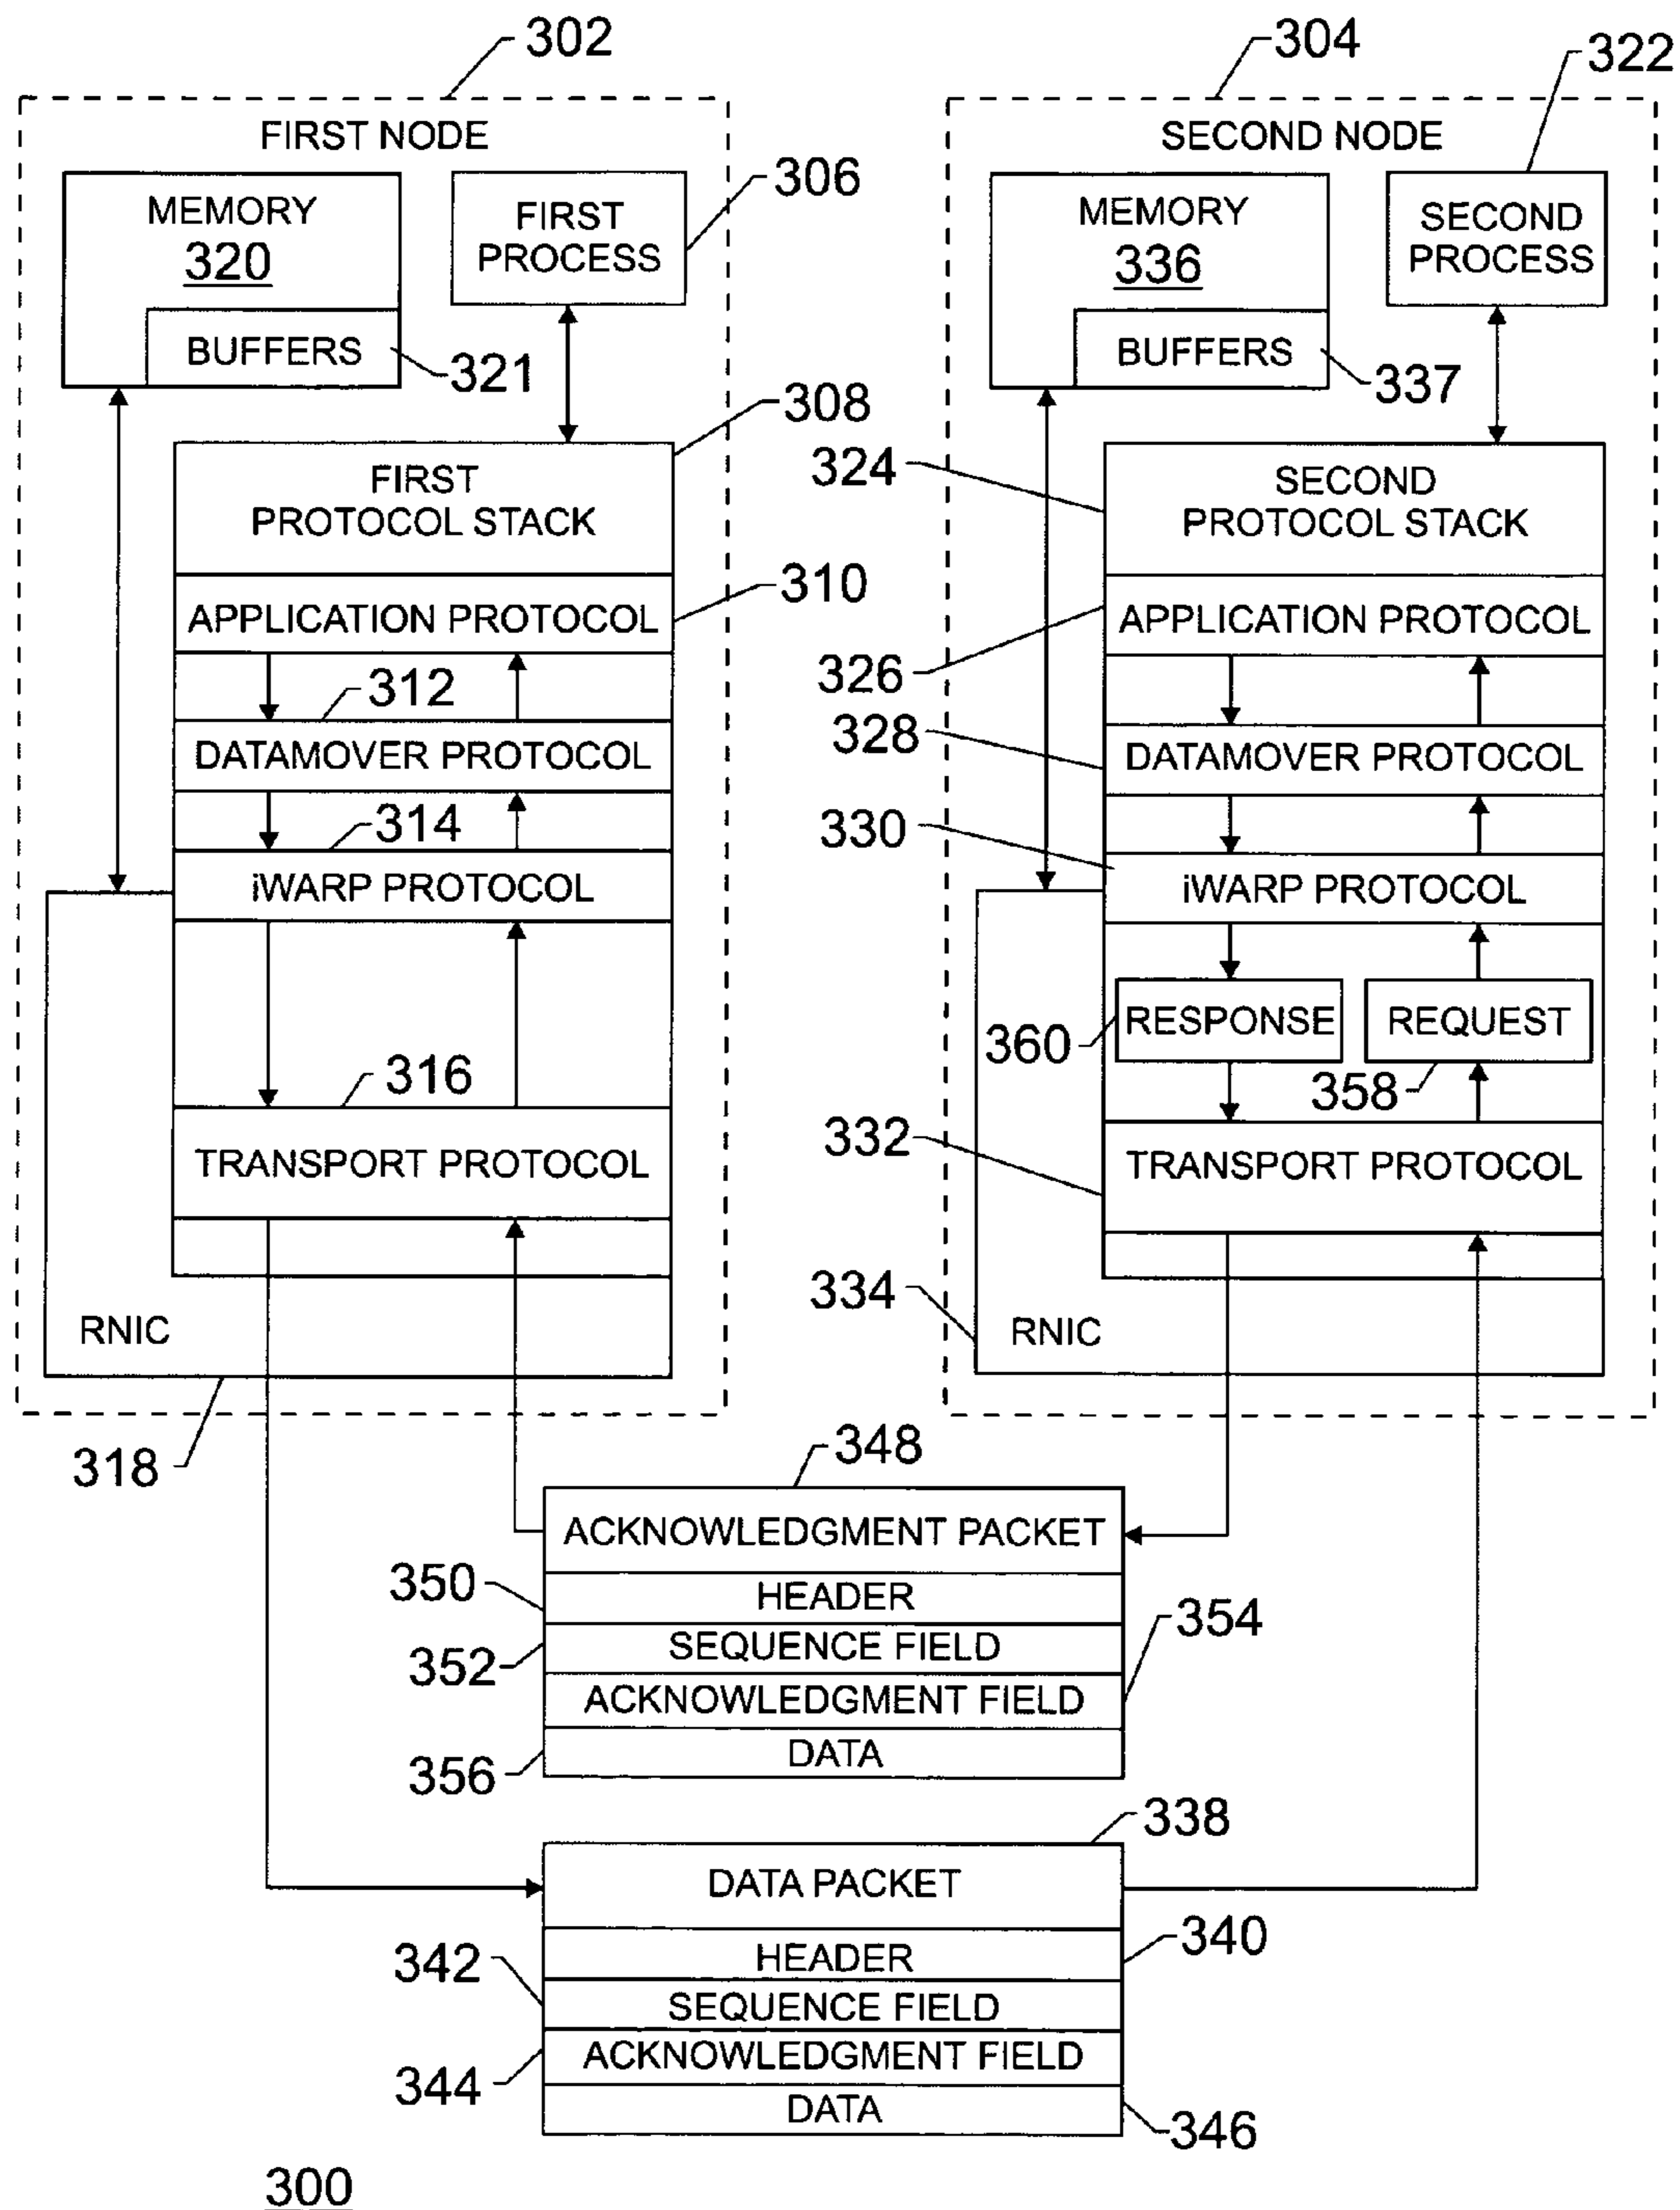 302
304
322
FIRST NODE
SECOND NODE
MEMORY
320
BUFFERS
321
FIRST
PROCESS
306
MEMORY
336
BUFFERS
337
SECOND
PROCESS
308
FIRST
PROTOCOL STACK
324
SECOND
PROTOCOL STACK
310
APPLICATION PROTOCOL
326
APPLICATION PROTOCOL
312
DATAMOVER PROTOCOL
328
DATAMOVER PROTOCOL
314
iWARP PROTOCOL
330
iWARP PROTOCOL
360
RESPONSE
REQUEST
358
316
TRANSPORT PROTOCOL
332
TRANSPORT PROTOCOL
RNIC
318
334
RNIC
348
ACKNOWLEDGMENT PACKET
350
HEADER
352
SEQUENCE FIELD
354
ACKNOWLEDGMENT FIELD
356
DATA
338
DATA PACKET
HEADER
340
342
SEQUENCE FIELD
344
ACKNOWLEDGMENT FIELD
DATA
346
300